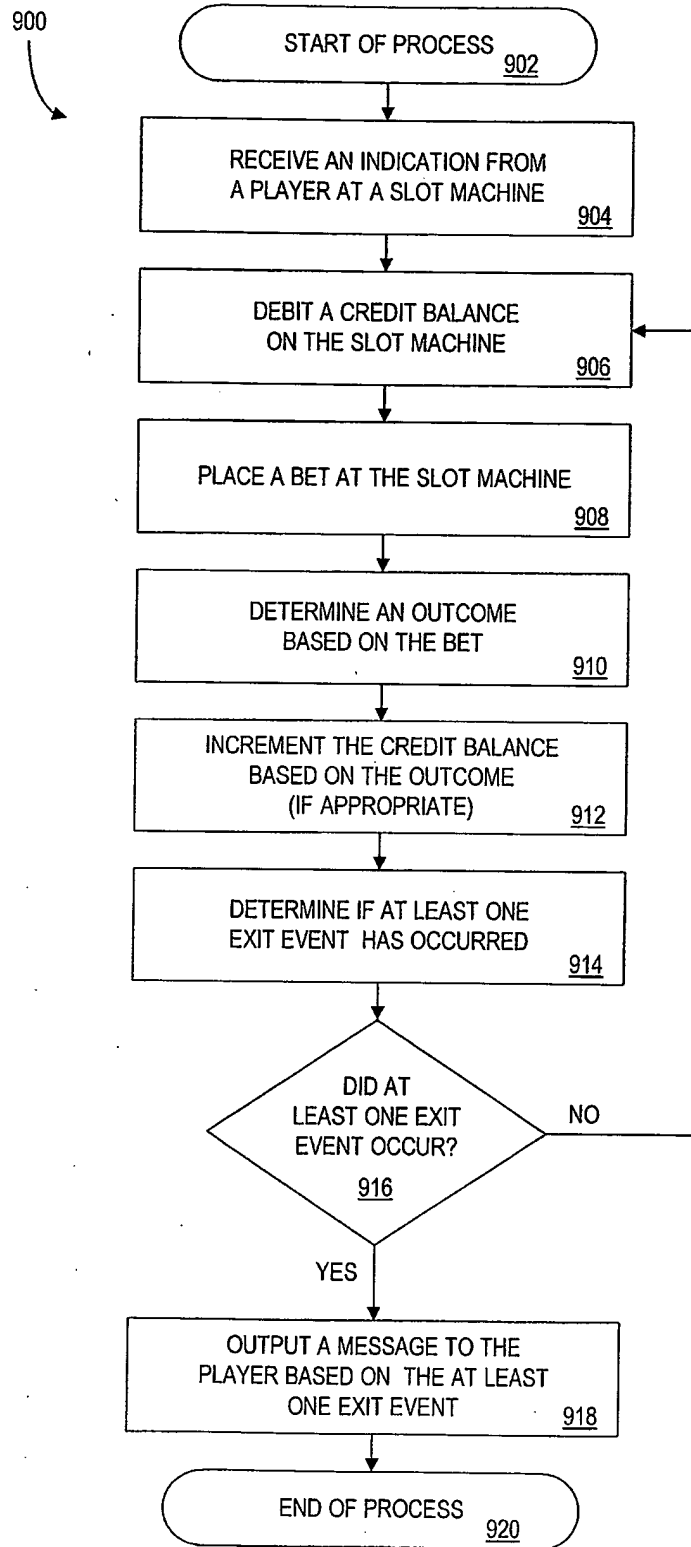 900
START OF PROCESS
902
RECEIVE AN INDICATION FROM
A PLAYER AT A SLOT MACHINE
904
DEBIT A CREDIT BALANCE
ON THE SLOT MACHINE
906
PLACE A BET AT THE SLOT MACHINE
908
DETERMINE AN OUTCOME
BASED ON THE BET
910
INCREMENT THE CREDIT BALANCE
BASED ON THE OUTCOME
(IF APPROPRIATE)
912
DETERMINE IF AT LEAST ONE
EXIT EVENT HAS OCCURRED
914
DID AT
LEAST ONE EXIT
EVENT OCCUR?
916
NO
YES
OUTPUT A MESSAGE TO THE
PLAYER BASED ON THE AT LEAST
ONE EXIT EVENT
918
END OF PROCESS
920